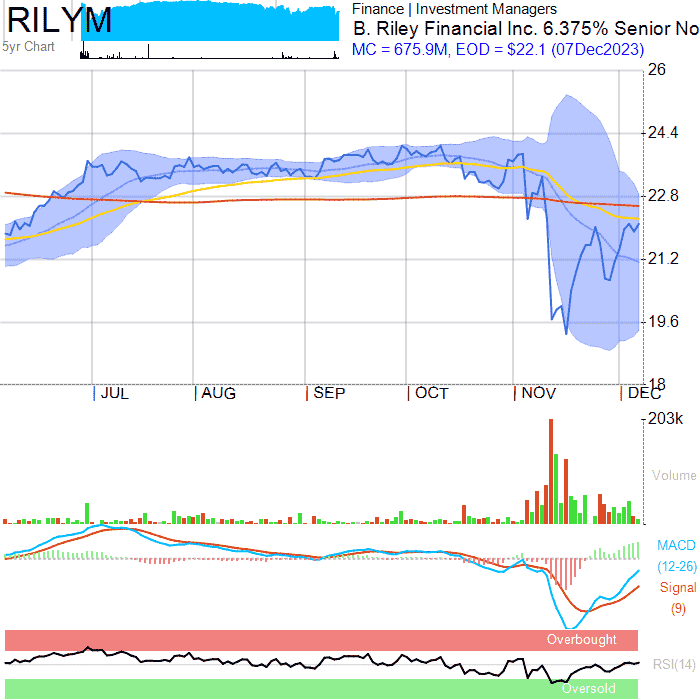 RILYM
5yr Chart
Finance | Investment Managers
B. Riley Financial Inc. 6.375% Senior No
MC = 675.9M, EOD = $22.1 (07Dec2023)
26
24.4
22.8
21.2
19.6
18
JUL AUG SEP OCT NOV DEC
203k
Volume
MACD
(12-26)
Signal
(9)
Overbought
RSI(14)
Oversold